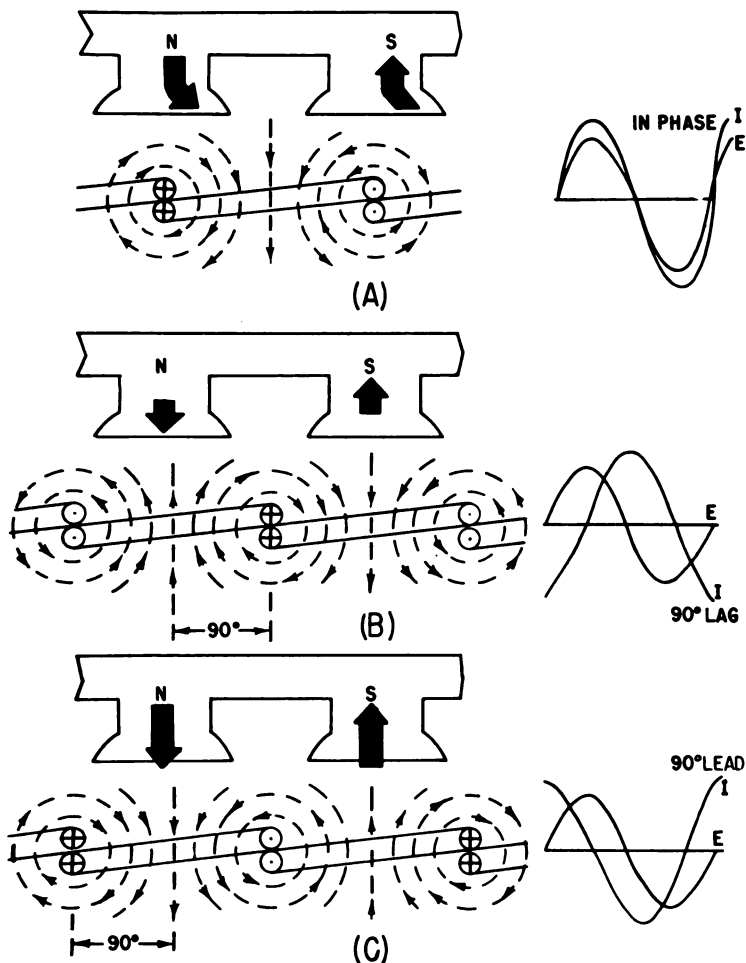 N S
IN PHASE I
E
(A)
N S
E
90° (B)
I
90° LAG
N S
90° LEAD
I
E
90° (C)